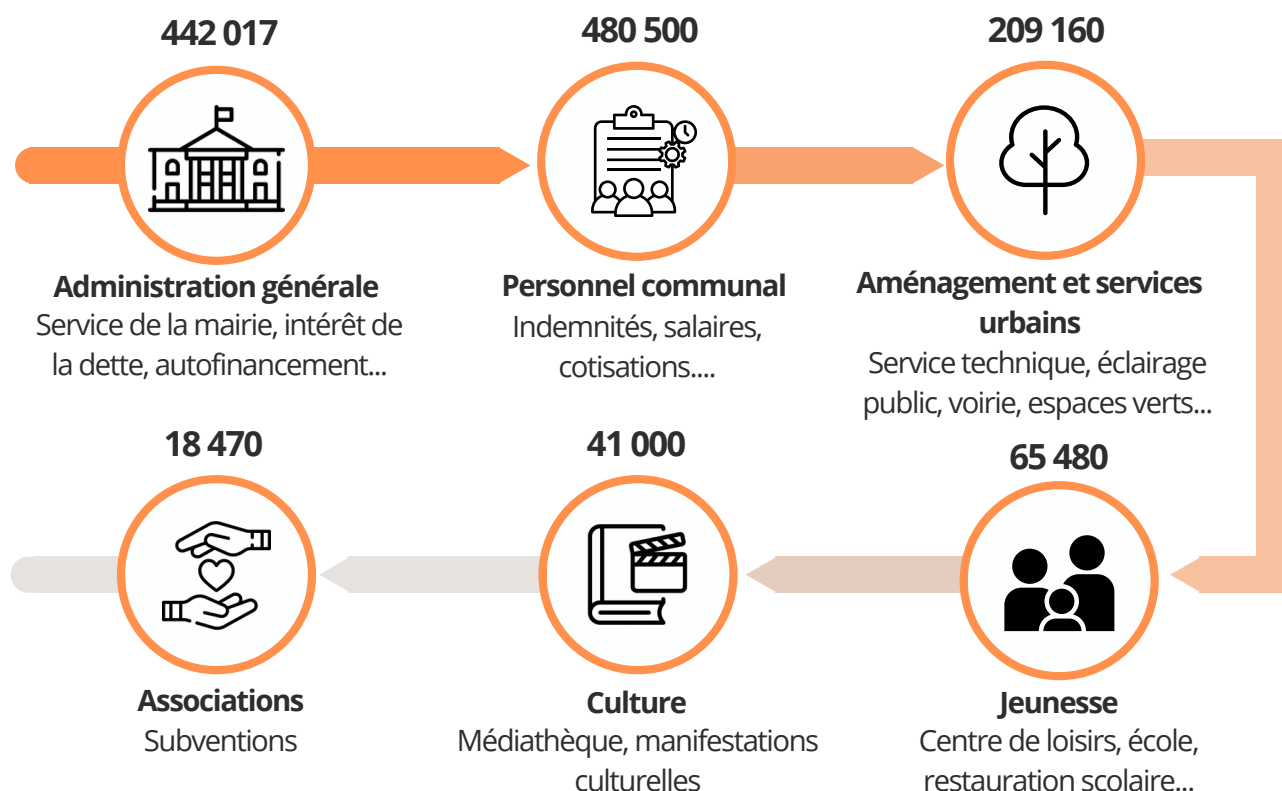 442 017
Administration générale
Service de la mairie, intérêt de
la dette, autofinancement...
480 500
Personnel communal
Indemnités, salaires,
cotisations....
209 160
Aménagement et services
urbains
Service technique, éclairage
public, voirie, espaces verts...
65 480
Jeunesse
Centre de loisirs, école,
restauration scolaire...
41 000
Culture
Médiathèque, manifestations
culturelles
18 470
Associations
Subventions